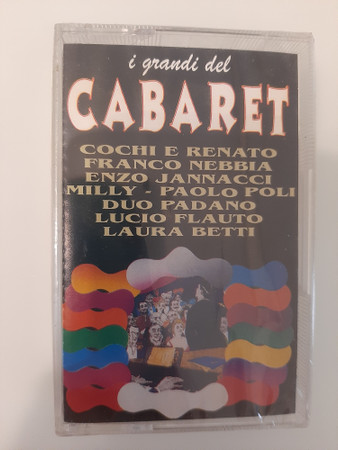 i grandi del
CABARET
COCHI E RENATO
FRANCO NEBBIA
ENZO JANNACCI
MILLY - PAOLO POLI
DUO PADANO
LUCIO FLAUTO
LAURA BETTI